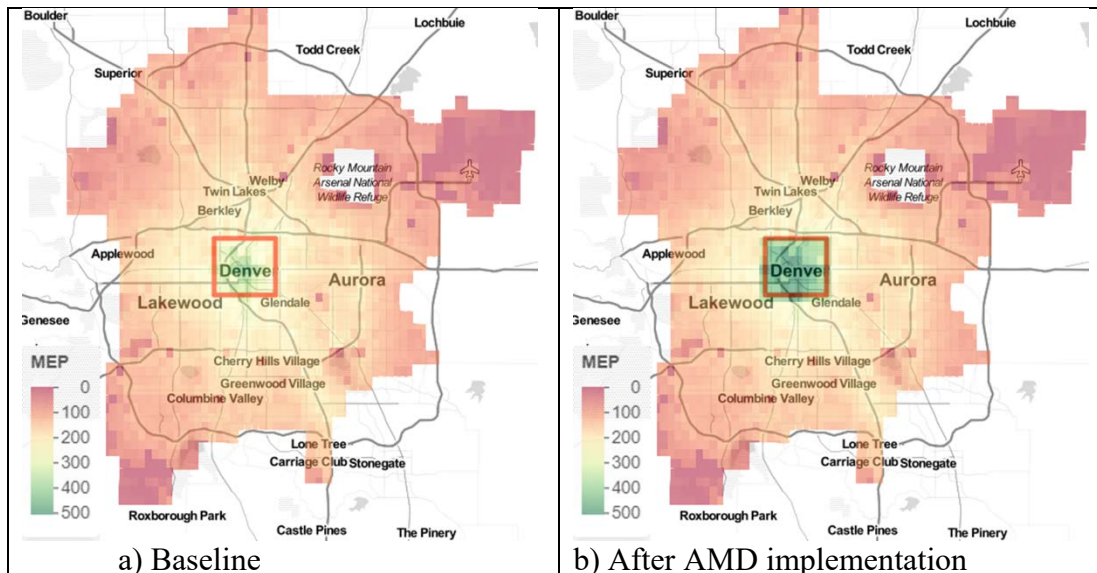 Boulder
Lochbuie
Todd Creek
Superior
Rocky Mountain
Arsenal National
Wildlife Refuge
Welby
Twin Lakes
Berkley
Applewood
Denve
Aurora
Lakewood
Glendale
Genesee
MEP
0
100
200
300
400
500
Cherry Hills Village
Greenwood Village
Columbine Valley
Lone Tree
Carriage Club Stonegate
Roxborough Park
Castle Pines
The Pinery
a) Baseline
Boulder
Lochbuie
Todd Creek
Superior
Rocky Mountain
Arsenal National
Wildlife Refuge
Welby
Twin Lakes
Berkley
Applewood
Denve
Aurora
Lakewood
Glendale
Genesee
MEP
0
100
200
300
400
500
Cherry Hills Village
Greenwood Village
Columbine Valley
Lone Tree
Carriage Club Stonegate
Roxborough Park
Castle Pines
The Pinery
b) After AMD implementation